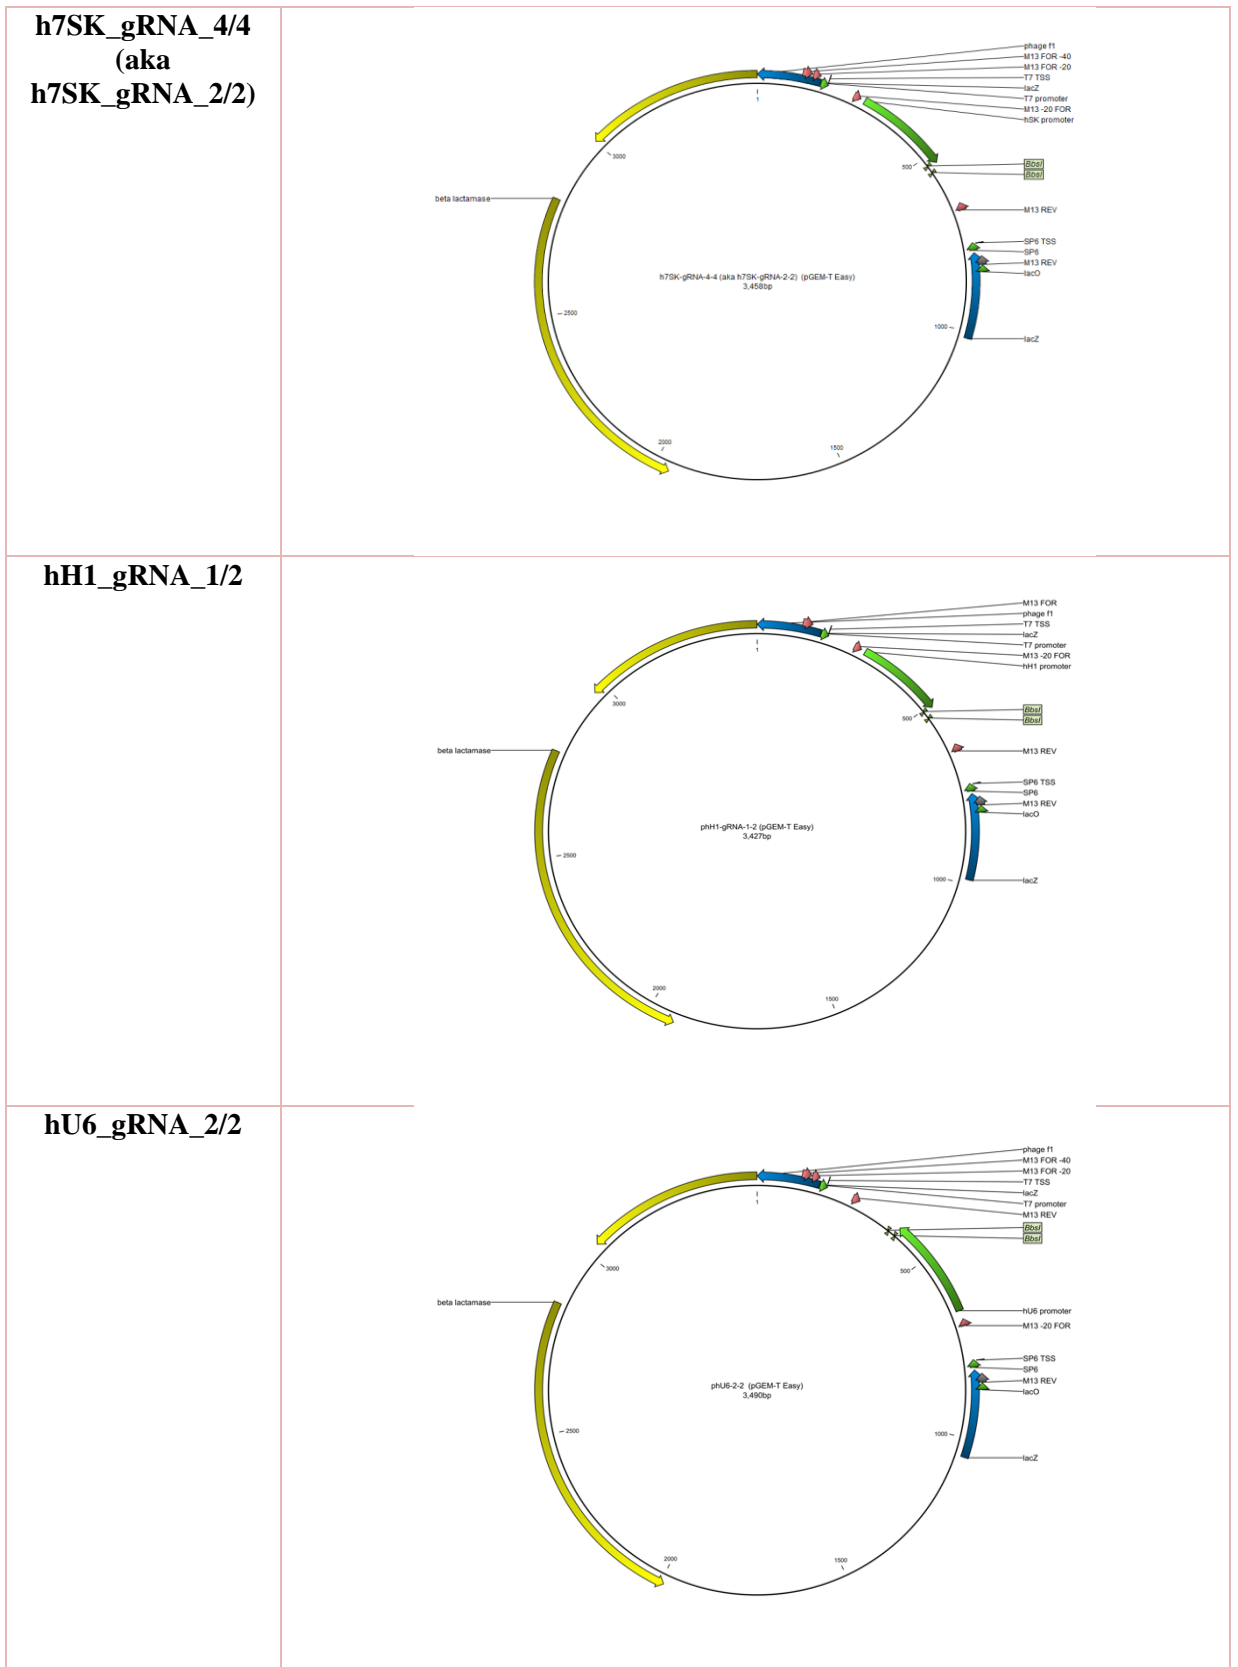 h7SK_gRNA_4/4
(aka
h7SK_gRNA_2/2)
phage f1
M13 FOR -40
M13 FOR -20
T7 TSS
lacZ
T7 promoter
M13 -20 FOR
hSK promoter
1
3000
500
BbsI
BbsI
beta lactamase
M13 REV
SP6 TSS
SP6
M13 REV
lacO
h7SK-gRNA-4-4 (aka h7SK-gRNA-2-2) (pGEM-T Easy)
3,458bp
2500
1000
lacZ
2000
1500
hH1_gRNA_1/2
M13 FOR
phage f1
T7 TSS
lacZ
T7 promoter
M13 -20 FOR
hH1 promoter
1
3000
500
BbsI
BbsI
beta lactamase
M13 REV
SP6 TSS
SP6
M13 REV
lacO
phH1-gRNA-1-2 (pGEM-T Easy)
3,427bp
2500
1000
lacZ
2000
1500
hU6_gRNA_2/2
phage f1
M13 FOR -40
M13 FOR -20
T7 TSS
lacZ
T7 promoter
M13 REV
1
BbsI
BbsI
3000
500
beta lactamase
hU6 promoter
M13 -20 FOR
SP6 TSS
SP6
M13 REV
lacO
phU6-2-2 (pGEM-T Easy)
3,490bp
2500
1000
lacZ
2000
1500